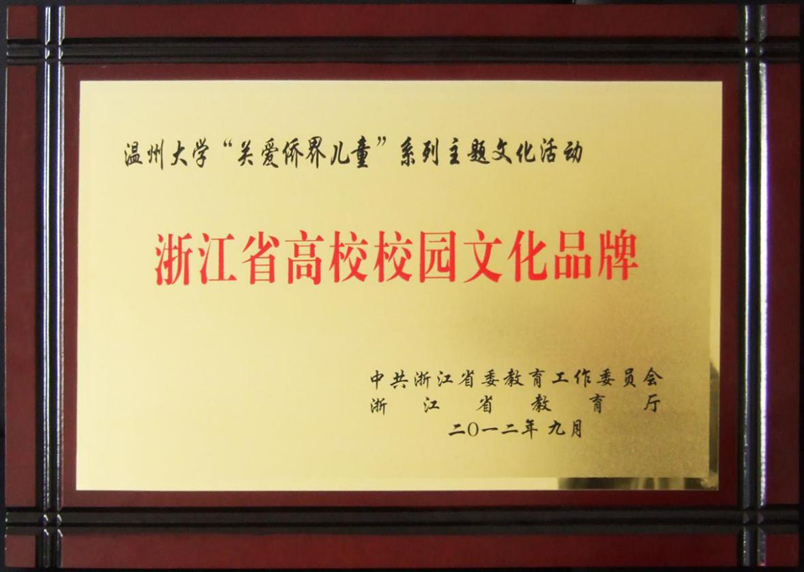 温州大学“关爱侨界儿童”系列主题文化活动
浙江省高校校园文化品牌
中共浙江省委教育工作委员会
浙江省教育厅
二〇一二年九月